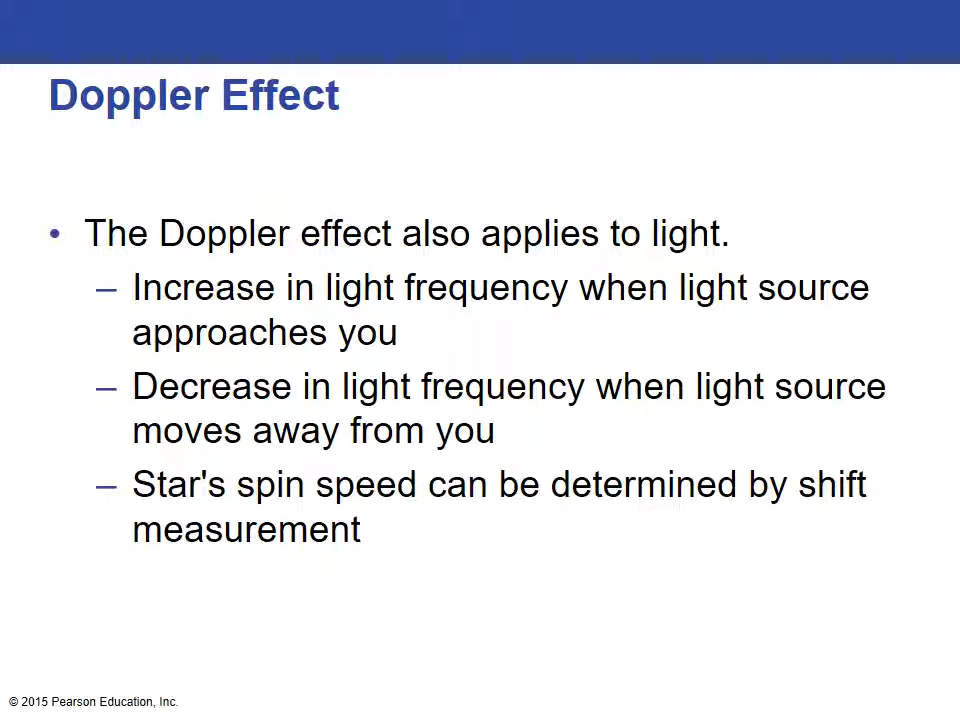 Doppler Effect
• The Doppler effect also applies to light.
– Increase in light frequency when light source
approaches you
– Decrease in light frequency when light source
moves away from you
– Star's spin speed can be determined by shift
measurement
© 2015 Pearson Education, Inc.